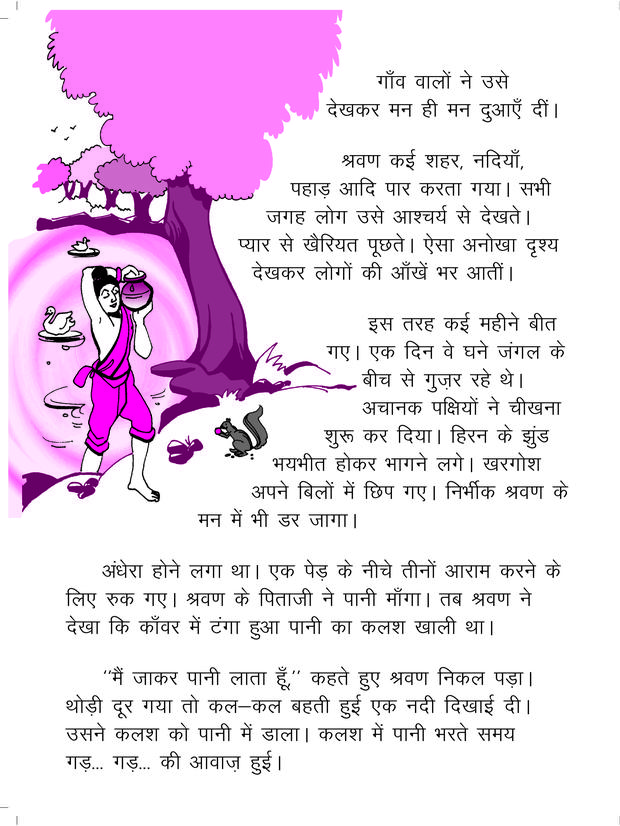 गाँव वालों ने उसे
देखकर मन ही मन दुआएँ दीं।
श्रवण कई शहर, नदियाँ,
पहाड़ आदि पार करता गया। सभी
जगह लोग उसे आश्चर्य से देखते।
प्यार से खैरियत पूछते। ऐसा अनोखा दृश्य
देखकर लोगों की आँखें भर आतीं।
इस तरह कई महीने बीत
गए। एक दिन वे घने जंगल के
बीच से गुज़र रहे थे।
अचानक पक्षियों ने चीखना
शुरू कर दिया। हिरन के झुंड
भयभीत होकर भागने लगे। खरगोश
अपने बिलों में छिप गए। निर्भीक श्रवण के
मन में भी डर जागा।
अंधेरा होने लगा था। एक पेड़ के नीचे तीनों आराम करने के
लिए रुक गए। श्रवण के पिताजी ने पानी माँगा। तब श्रवण ने
देखा कि काँवर में टंगा हुआ पानी का कलश खाली था।
''मैं जाकर पानी लाता हूँ,'' कहते हुए श्रवण निकल पड़ा।
थोड़ी दूर गया तो कल–कल बहती हुई एक नदी दिखाई दी।
उसने कलश को पानी में डाला। कलश में पानी भरते समय
गड़... गड़... की आवाज़ हुई।